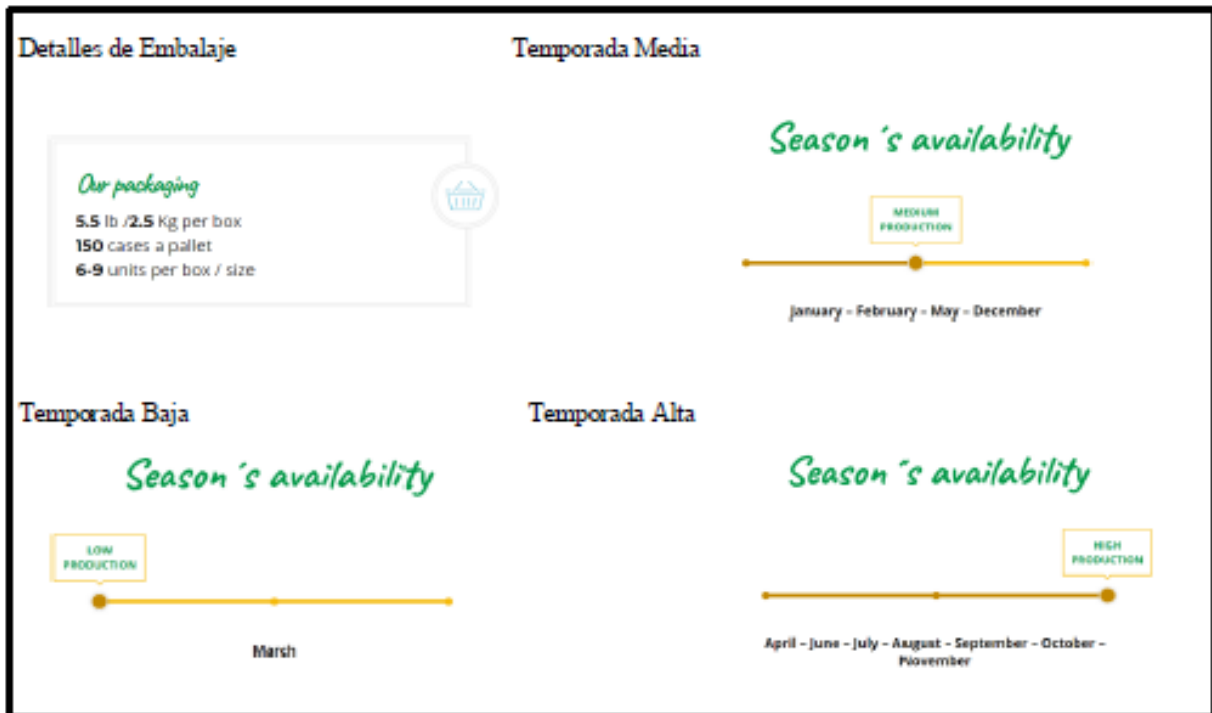 Detalles de Embalaje
Our packaging
5.5 lb /2.5 Kg per box
150 cases a pallet
6-9 units per box / size
Temporada Media
Season ´s availability
MEDIUM
PRODUCTION
January - February - May - December
Temporada Baja
Season ´s availability
LOW
PRODUCTION
Marsh
Temporada Alta
Season ´s availability
HIGH
PRODUCTION
April - June - July - August - September - October -
November